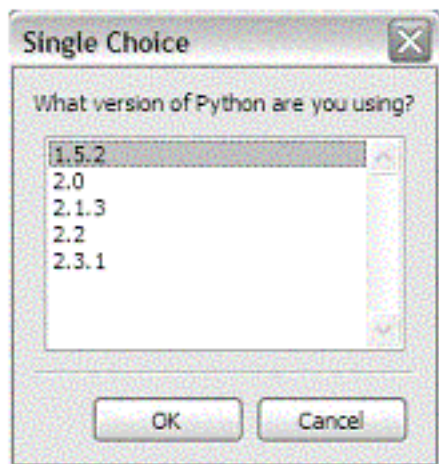 Single Choice
What version of Python are you using?
1.5.2
2.0
2.1.3
2.2
2.3.1
OK
Cancel